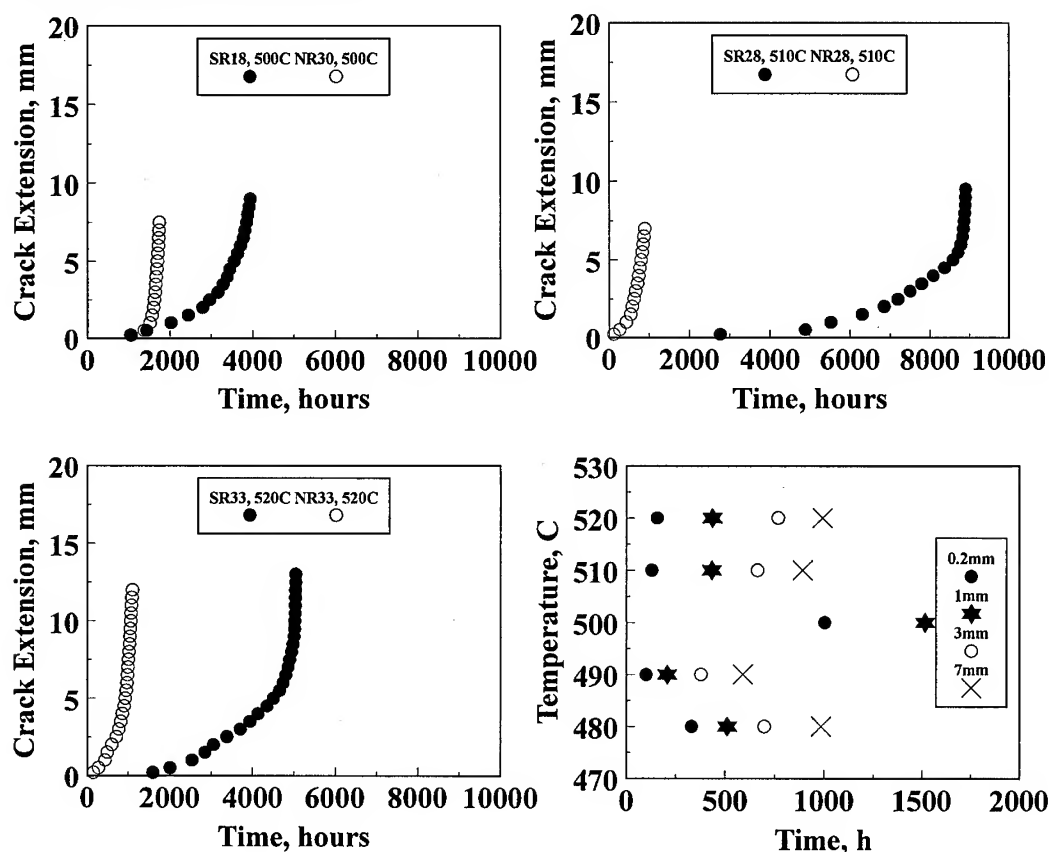 Crack Extension, mm
20
15
10
5
0
SR18, 500C NR30, 500C
0 2000 4000 6000 8000 10000
Time, hours
Crack Extension, mm
20
15
10
5
0
SR28, 510C NR28, 510C
0 2000 4000 6000 8000 10000
Time, hours
Crack Extension, mm
20
15
10
5
0
SR33, 520C NR33, 520C
0 2000 4000 6000 8000 10000
Time, hours
Temperature, C
530
520
510
500
490
480
470
0.2mm
1mm
3mm
7mm
0 500 1000 1500 2000
Time, h